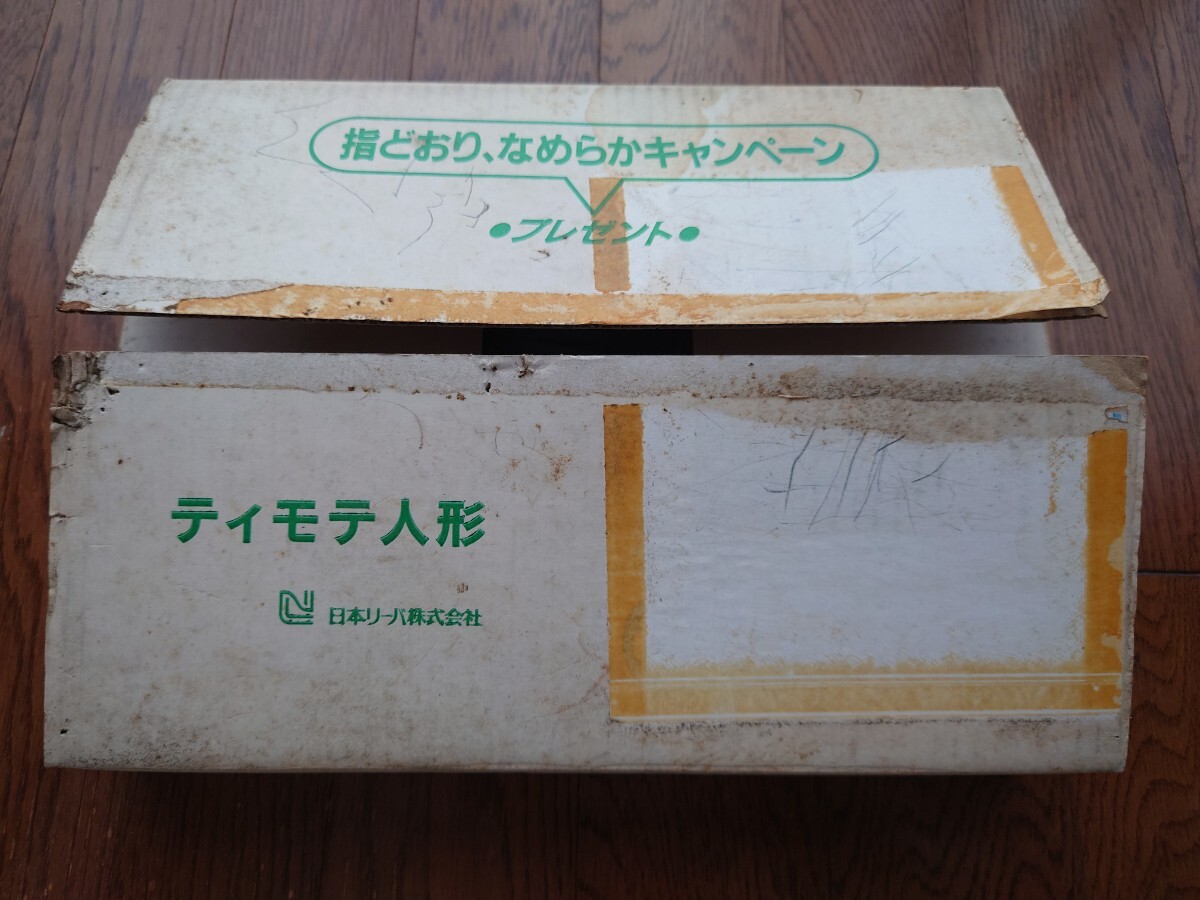 指どおり、なめらかキャンペーン
●プレゼント●
ティモテ人形
日本リーバ株式会社